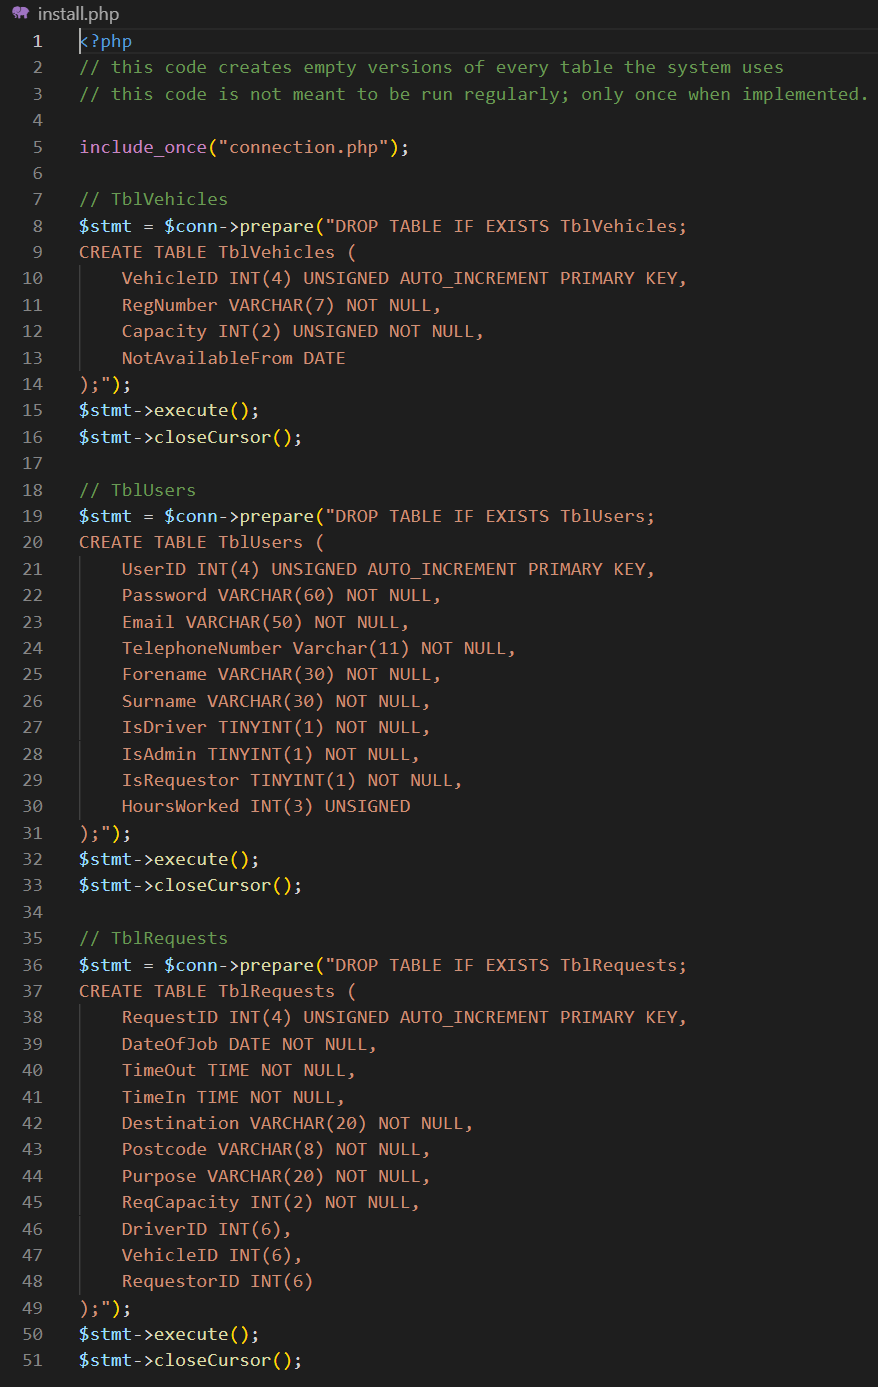 install.php
1 <?php
2 // this code creates empty versions of every table the system uses
3 // this code is not meant to be run regularly; only once when implemented.
4
5 include_once("connection.php");
6
7 // TblVehicles
8 $stmt = $conn->prepare("DROP TABLE IF EXISTS TblVehicles;
9 CREATE TABLE TblVehicles (
10     VehicleID INT(4) UNSIGNED AUTO_INCREMENT PRIMARY KEY,
11     RegNumber VARCHAR(7) NOT NULL,
12     Capacity INT(2) UNSIGNED NOT NULL,
13     NotAvailableFrom DATE
14 );");
15 $stmt->execute();
16 $stmt->closeCursor();
17
18 // TblUsers
19 $stmt = $conn->prepare("DROP TABLE IF EXISTS TblUsers;
20 CREATE TABLE TblUsers (
21     UserID INT(4) UNSIGNED AUTO_INCREMENT PRIMARY KEY,
22     Password VARCHAR(60) NOT NULL,
23     Email VARCHAR(50) NOT NULL,
24     TelephoneNumber Varchar(11) NOT NULL,
25     Forename VARCHAR(30) NOT NULL,
26     Surname VARCHAR(30) NOT NULL,
27     IsDriver TINYINT(1) NOT NULL,
28     IsAdmin TINYINT(1) NOT NULL,
29     IsRequestor TINYINT(1) NOT NULL,
30     HoursWorked INT(3) UNSIGNED
31 );");
32 $stmt->execute();
33 $stmt->closeCursor();
34
35 // TblRequests
36 $stmt = $conn->prepare("DROP TABLE IF EXISTS TblRequests;
37 CREATE TABLE TblRequests (
38     RequestID INT(4) UNSIGNED AUTO_INCREMENT PRIMARY KEY,
39     DateOfJob DATE NOT NULL,
40     TimeOut TIME NOT NULL,
41     TimeIn TIME NOT NULL,
42     Destination VARCHAR(20) NOT NULL,
43     Postcode VARCHAR(8) NOT NULL,
44     Purpose VARCHAR(20) NOT NULL,
45     ReqCapacity INT(2) NOT NULL,
46     DriverID INT(6),
47     VehicleID INT(6),
48     RequestorID INT(6)
49 );");
50 $stmt->execute();
51 $stmt->closeCursor();